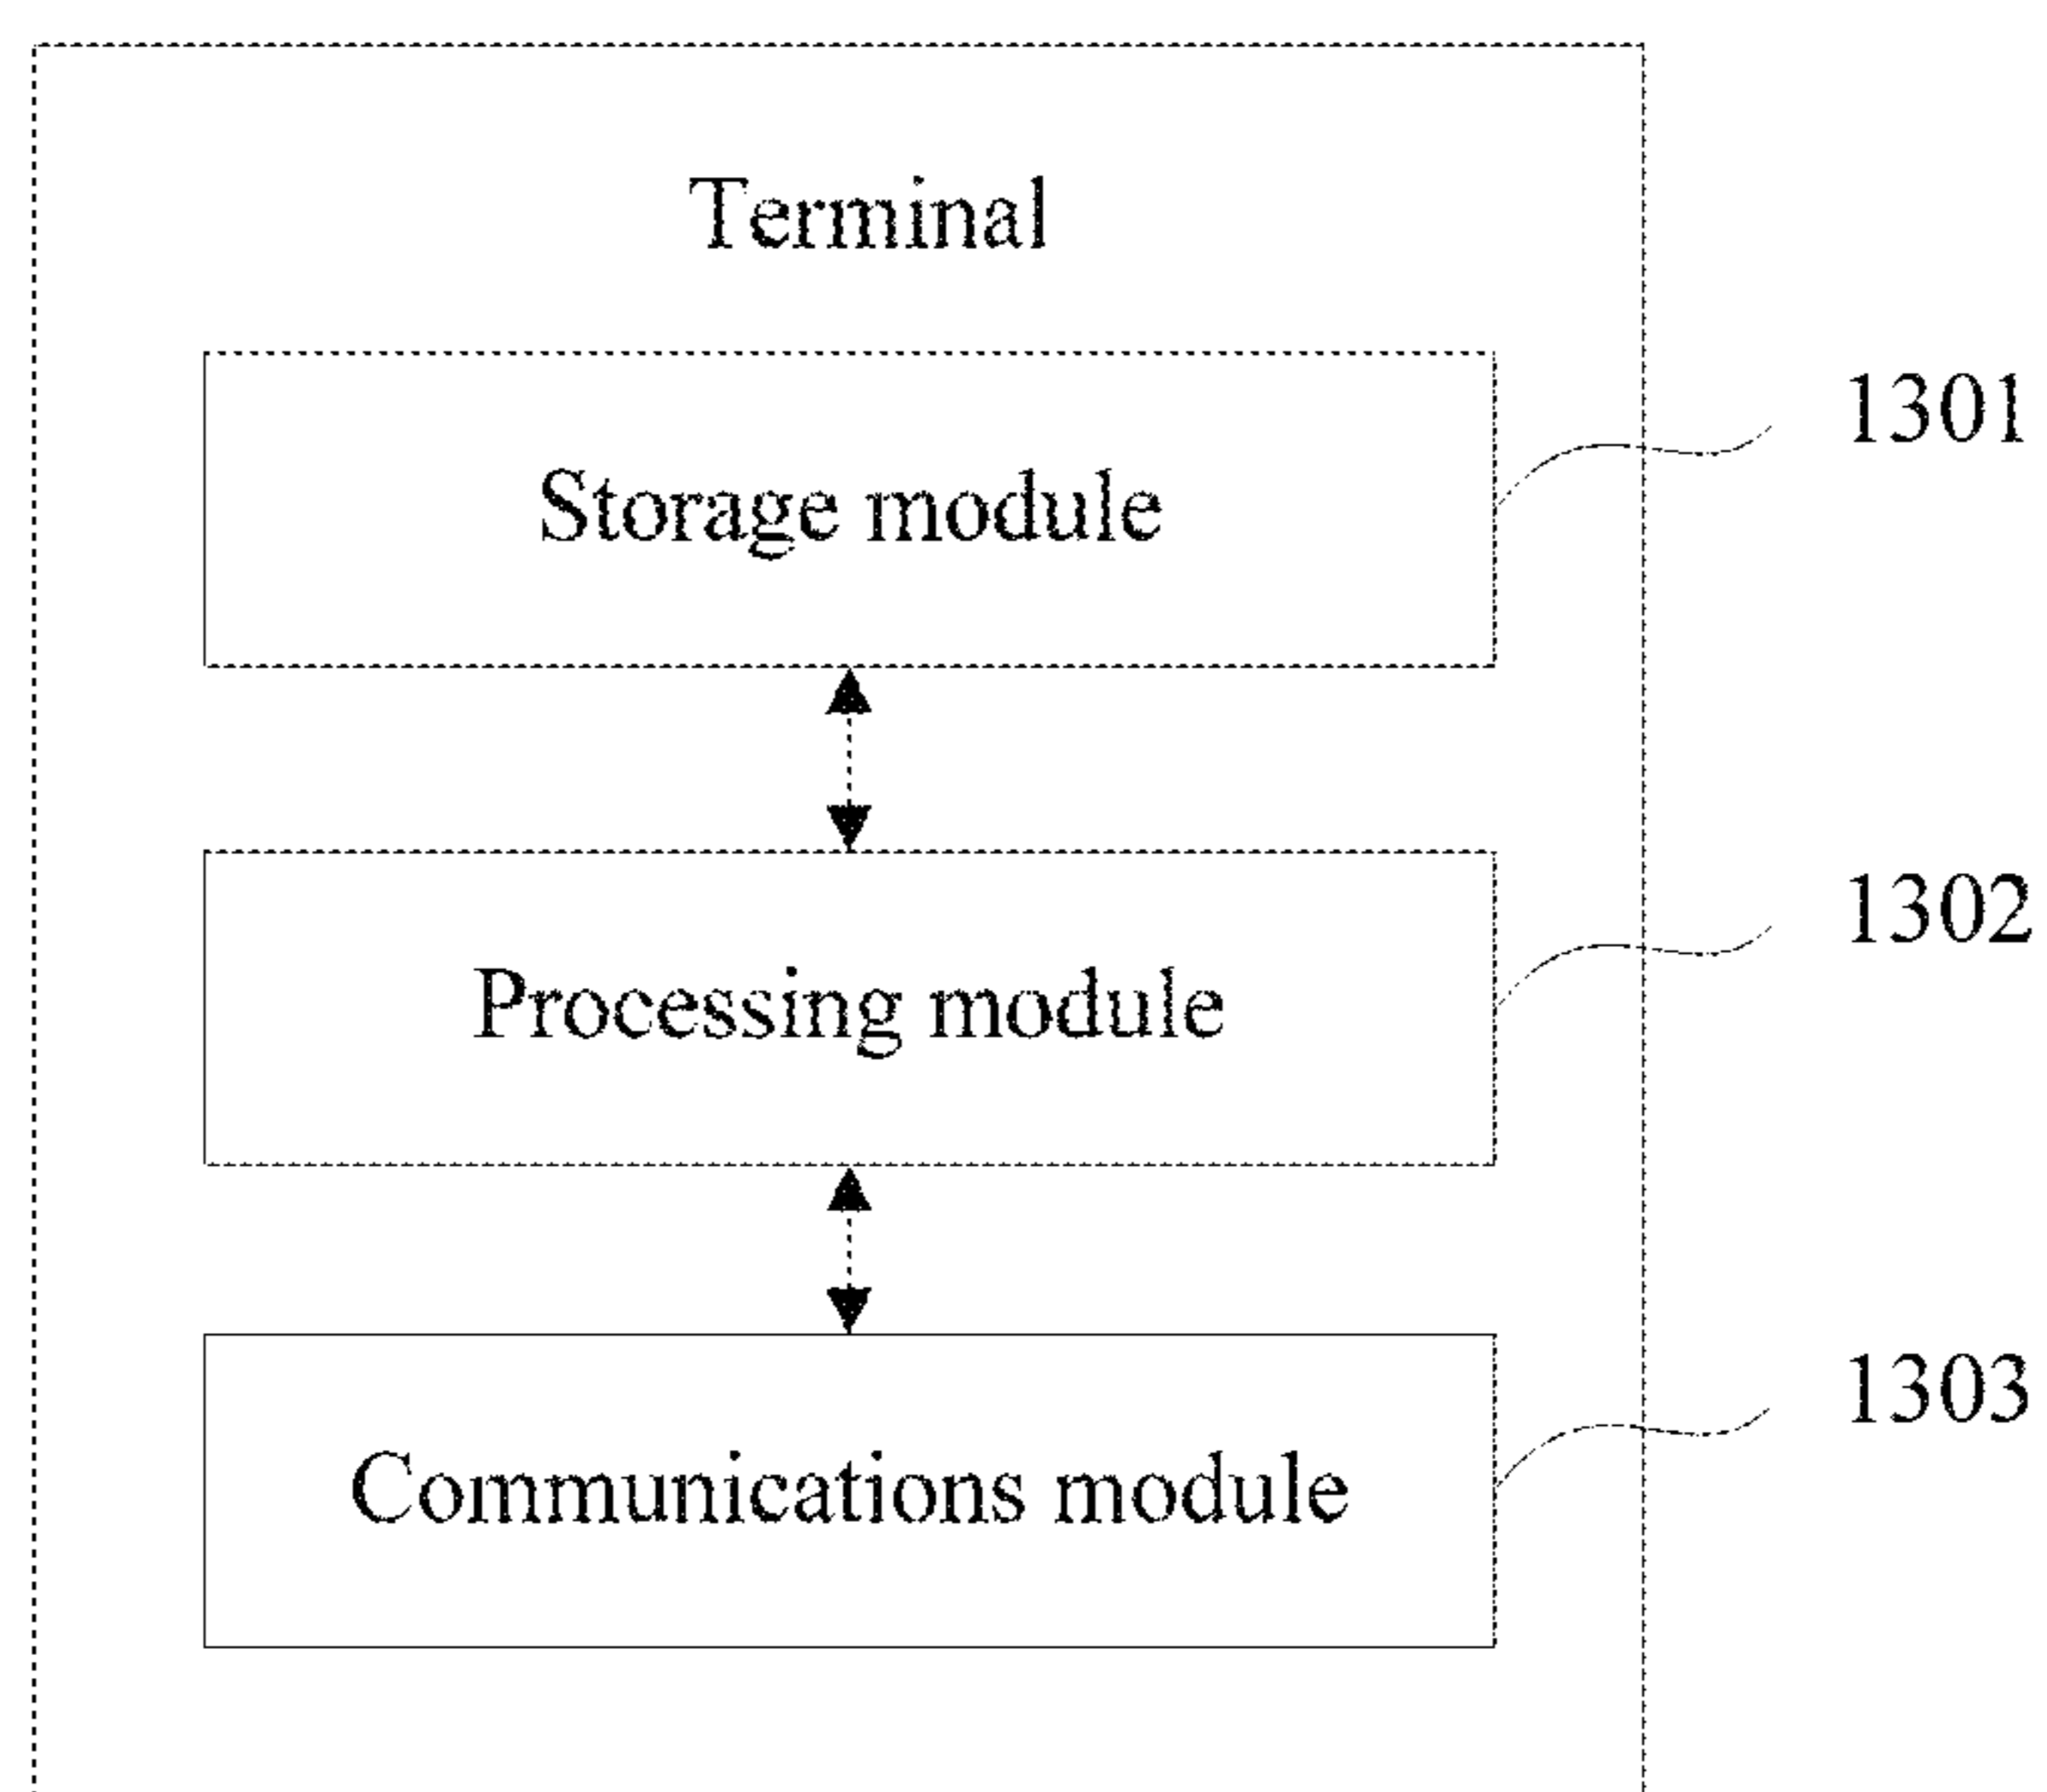 Terminal
Storage module
1301
Processing module
1302
Communications module
1303